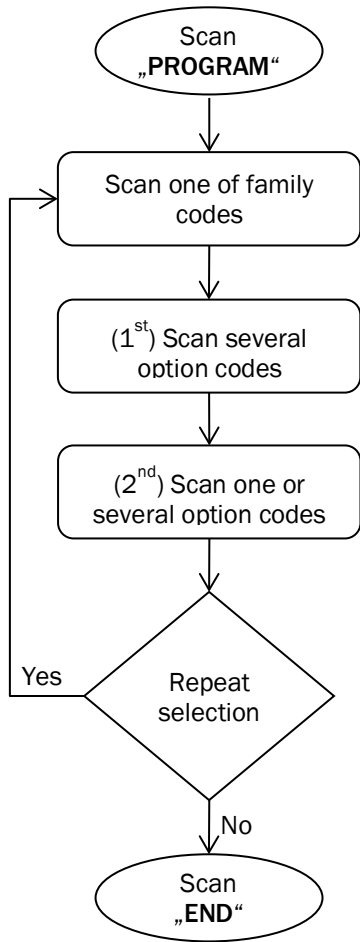 Scan
„PROGRAM“
Scan one of family
codes
(1st) Scan several
option codes
(2nd) Scan one or
several option codes
Repeat
selection
Yes
No
Scan
„END“